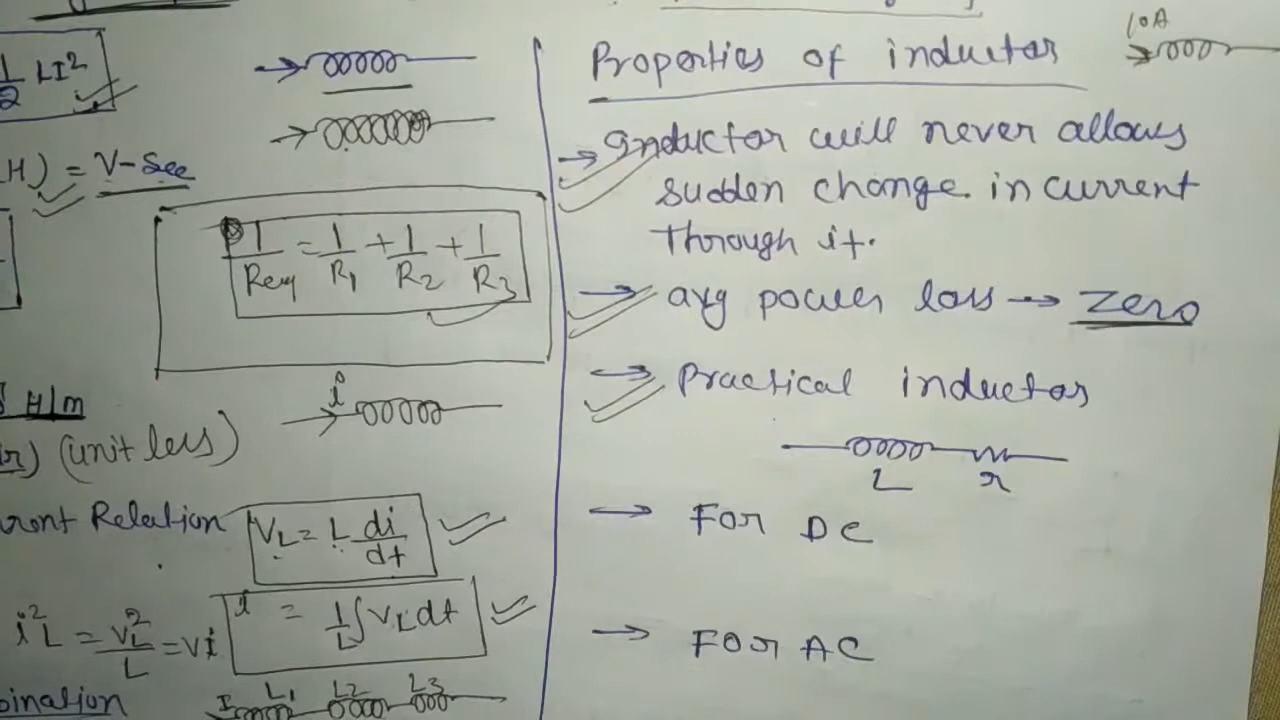 1/2 LI²
H) = V-Sec
1/Req = 1/R1 + 1/R2 + 1/R3
i
H/m
(unit less)
Relation VL = L di/dt
i²L = VL²/L = Vi
i = 1/L ∫ VL dt
I L1 L2 L3
Properties of inductor
10A
→ Inductor will never allows
sudden change in current
through it.
→ avg power loss → Zero
→ Practical inductor
L r
→ For DC
→ For AC